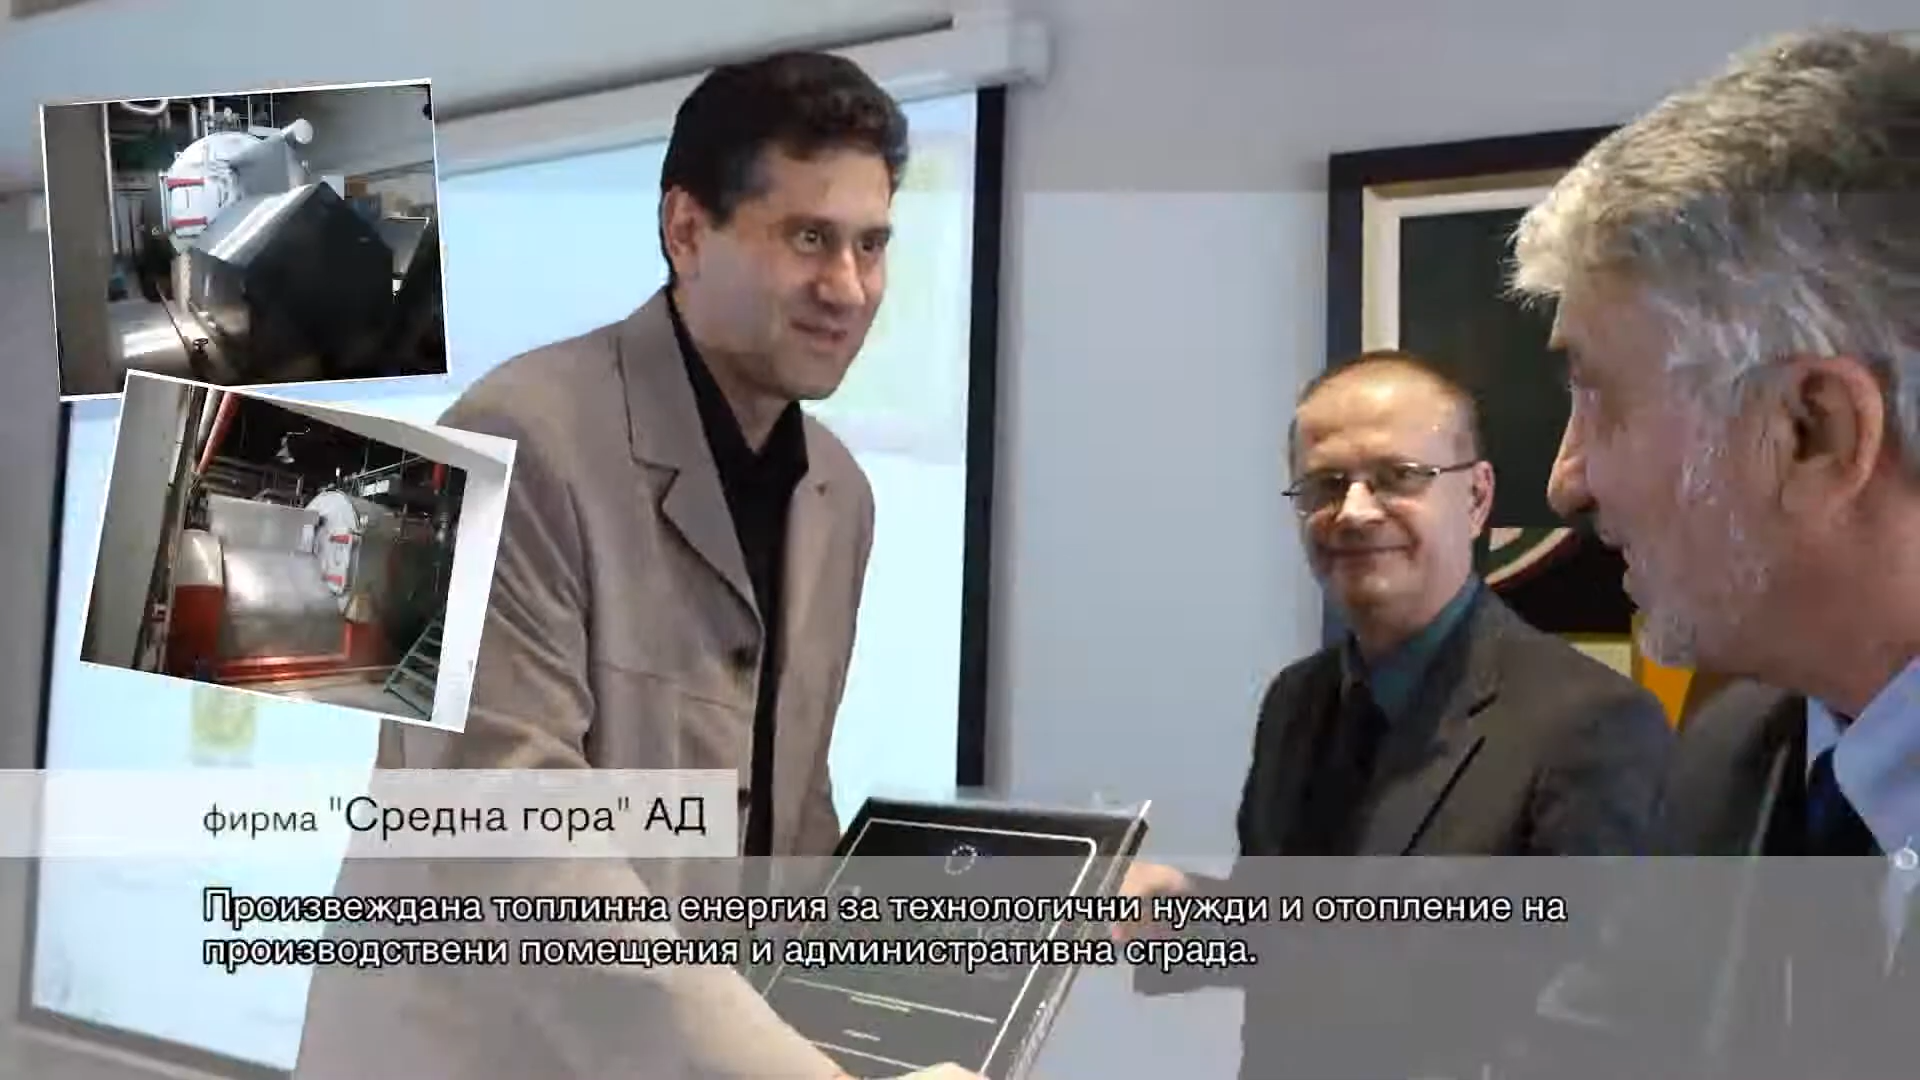 фирма "Средна гора" АД
Произвеждана топлинна енергия за технологични нужди и отопление на
производствени помещения и административна сграда.